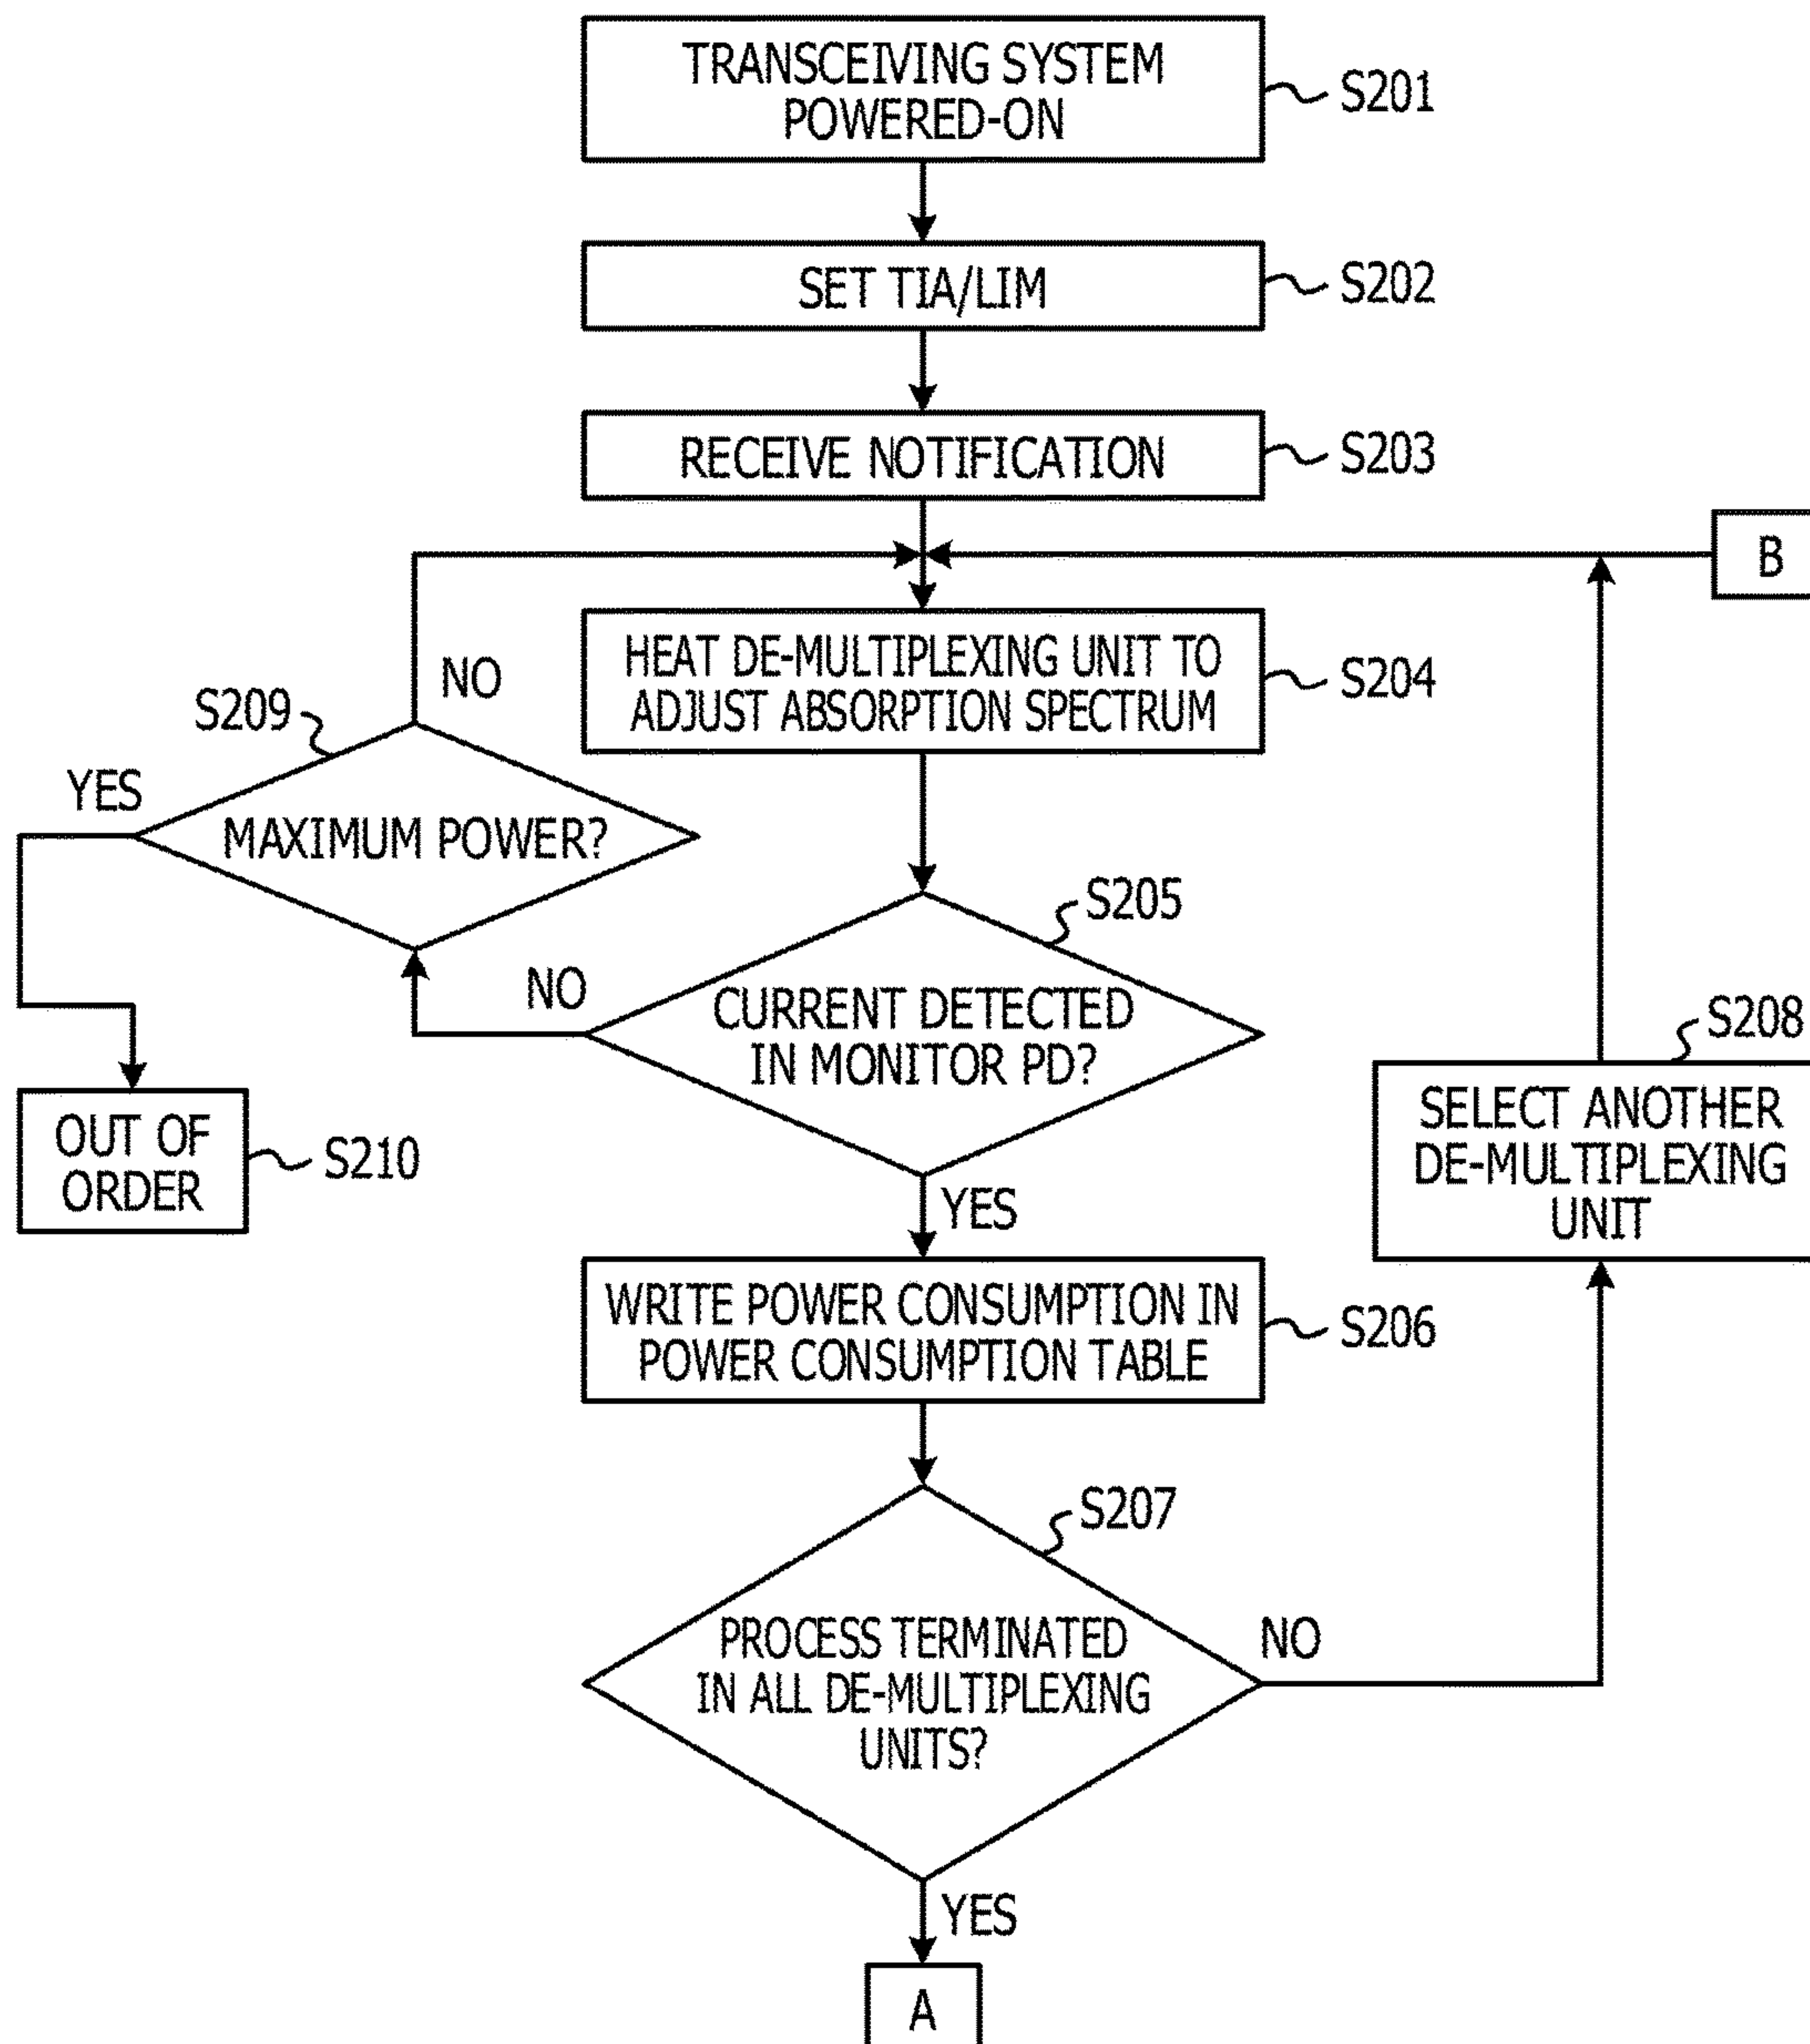 TRANSCEIVING SYSTEM
POWERED-ON
S201
SET TIA/LIM
S202
RECEIVE NOTIFICATION
S203
B
HEAT DE-MULTIPLEXING UNIT TO
ADJUST ABSORPTION SPECTRUM
S204
NO
S209
YES
MAXIMUM POWER?
S205
NO
CURRENT DETECTED
IN MONITOR PD?
S208
SELECT ANOTHER
DE-MULTIPLEXING
UNIT
OUT OF
ORDER
S210
YES
WRITE POWER CONSUMPTION IN
POWER CONSUMPTION TABLE
S206
S207
PROCESS TERMINATED
IN ALL DE-MULTIPLEXING
UNITS?
NO
YES
A